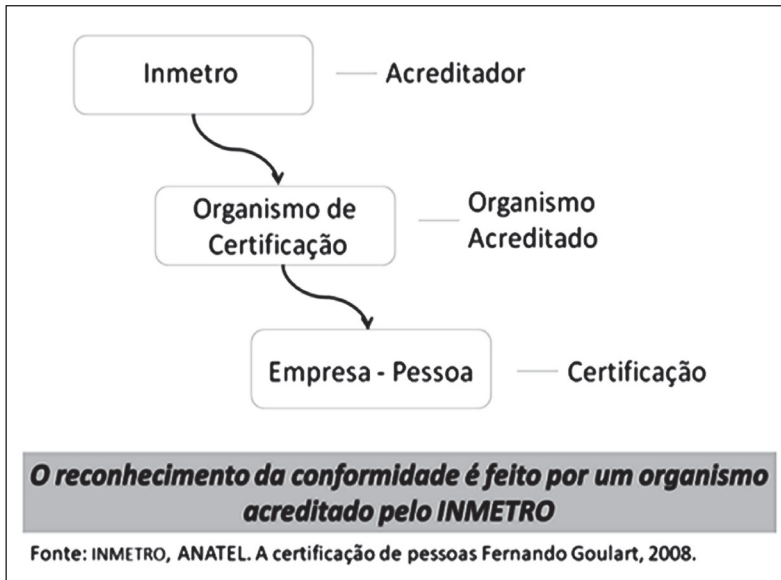 Inmetro
Acreditador
Organismo de
Certificação
Organismo
Acreditado
Empresa - Pessoa
Certificação
O reconhecimento da conformidade é feito por um organismo
acreditado pelo INMETRO
Fonte: INMETRO, ANATEL. A certificação de pessoas Fernando Goulart, 2008.